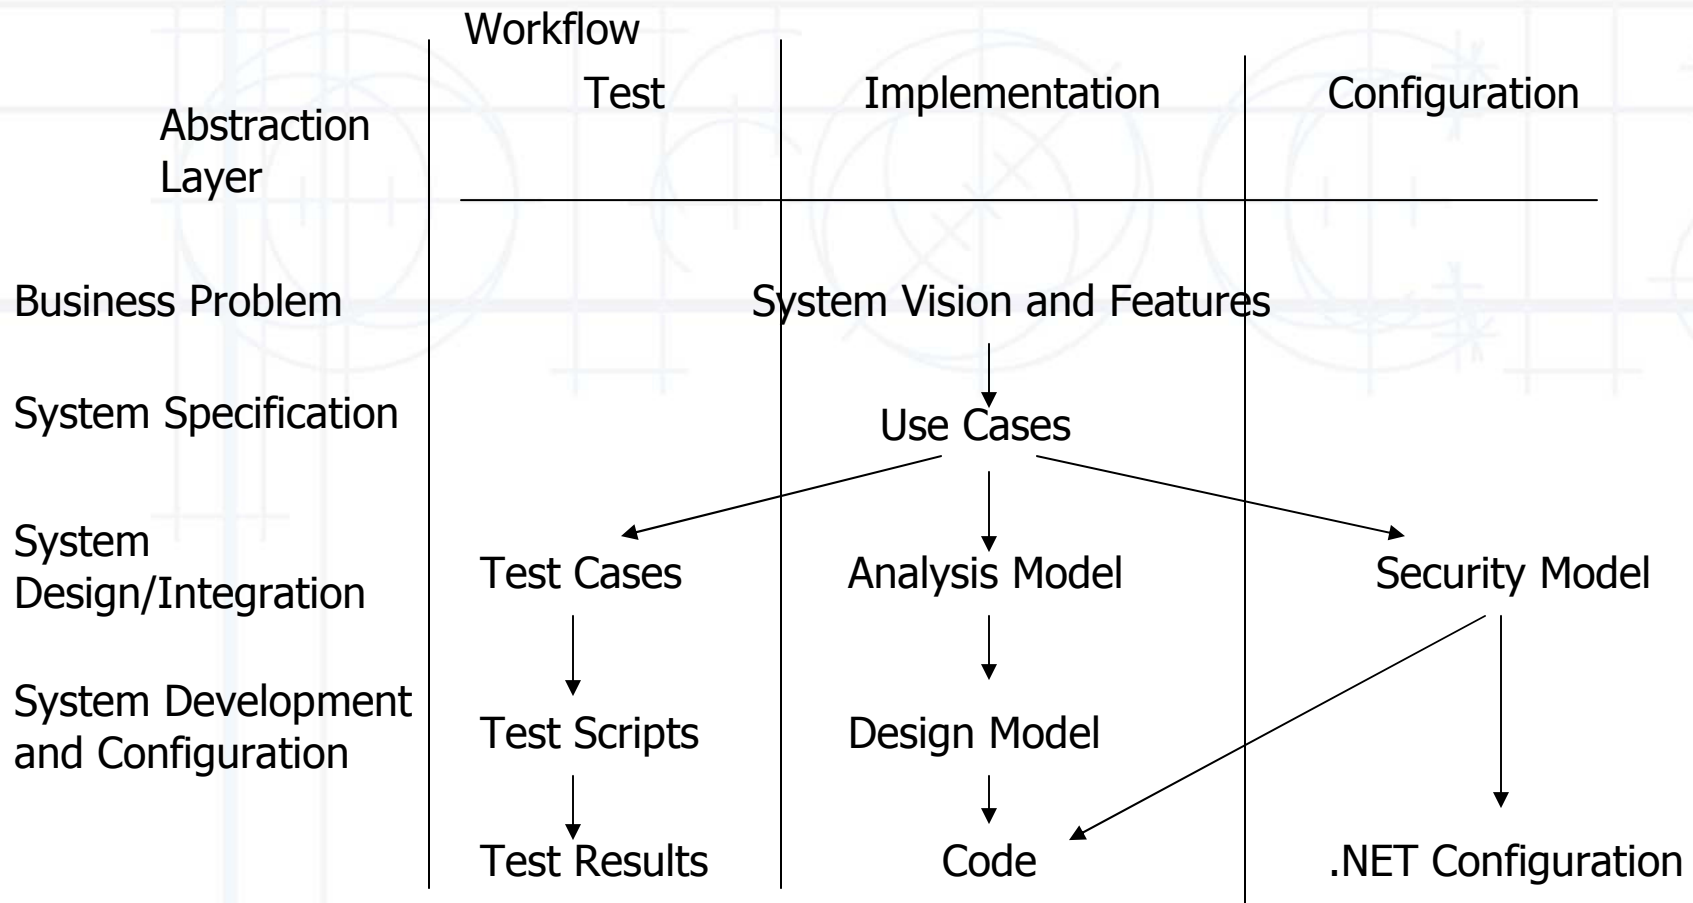 Workflow
Test
Implementation
Configuration
Abstraction
Layer
Business Problem
System Vision and Features
System Specification
Use Cases
System
Design/Integration
Test Cases
Analysis Model
Security Model
System Development
and Configuration
Test Scripts
Design Model
Test Results
Code
.NET Configuration